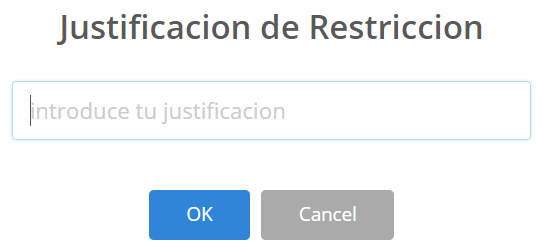 Justificacion de Restriccion
introduce tu justificacion
OK
Cancel